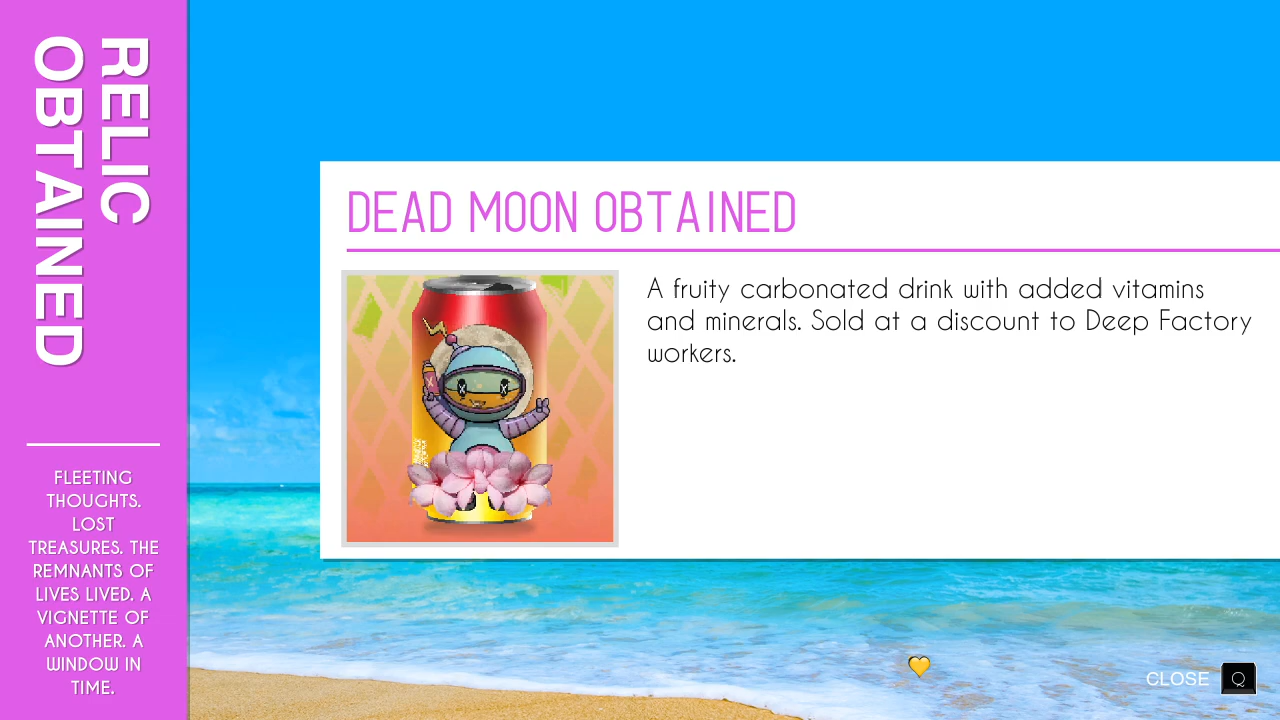 RELIC
OBTAINED
FLEETING
THOUGHTS.
LOST
TREASURES. THE
REMNANTS OF
LIVES LIVED. A
VIGNETTE OF
ANOTHER. A
WINDOW IN
TIME.
DEAD MOON OBTAINED
A fruity carbonated drink with added vitamins
and minerals. Sold at a discount to Deep Factory
workers.
CLOSE Q